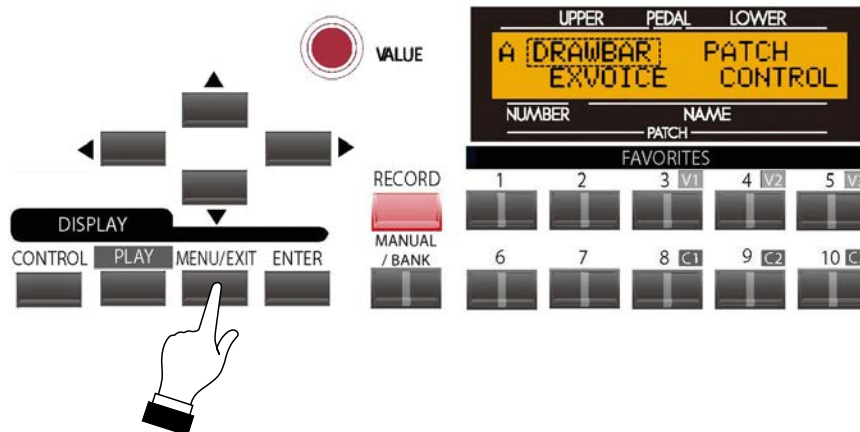 UPPER PEDAL LOWER
VALUE
A DRAWBAR PATCH
EXVOICE CONTROL
NUMBER NAME
PATCH
FAVORITES
RECORD
1 2 3 V1 4 V2 5
DISPLAY
MANUAL
/ BANK
CONTROL PLAY MENU/EXIT ENTER
6 7 8 C1 9 C2 10